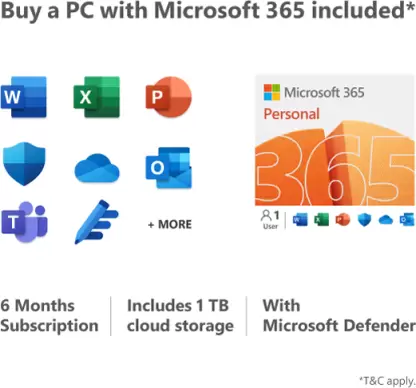 Buy a PC with Microsoft 365 included*
W
X
P
Microsoft 365
Personal
365
O
T
+ MORE
1
User
6 Months
Subscription
Includes 1 TB
cloud storage
With
Microsoft Defender
*T&C apply.